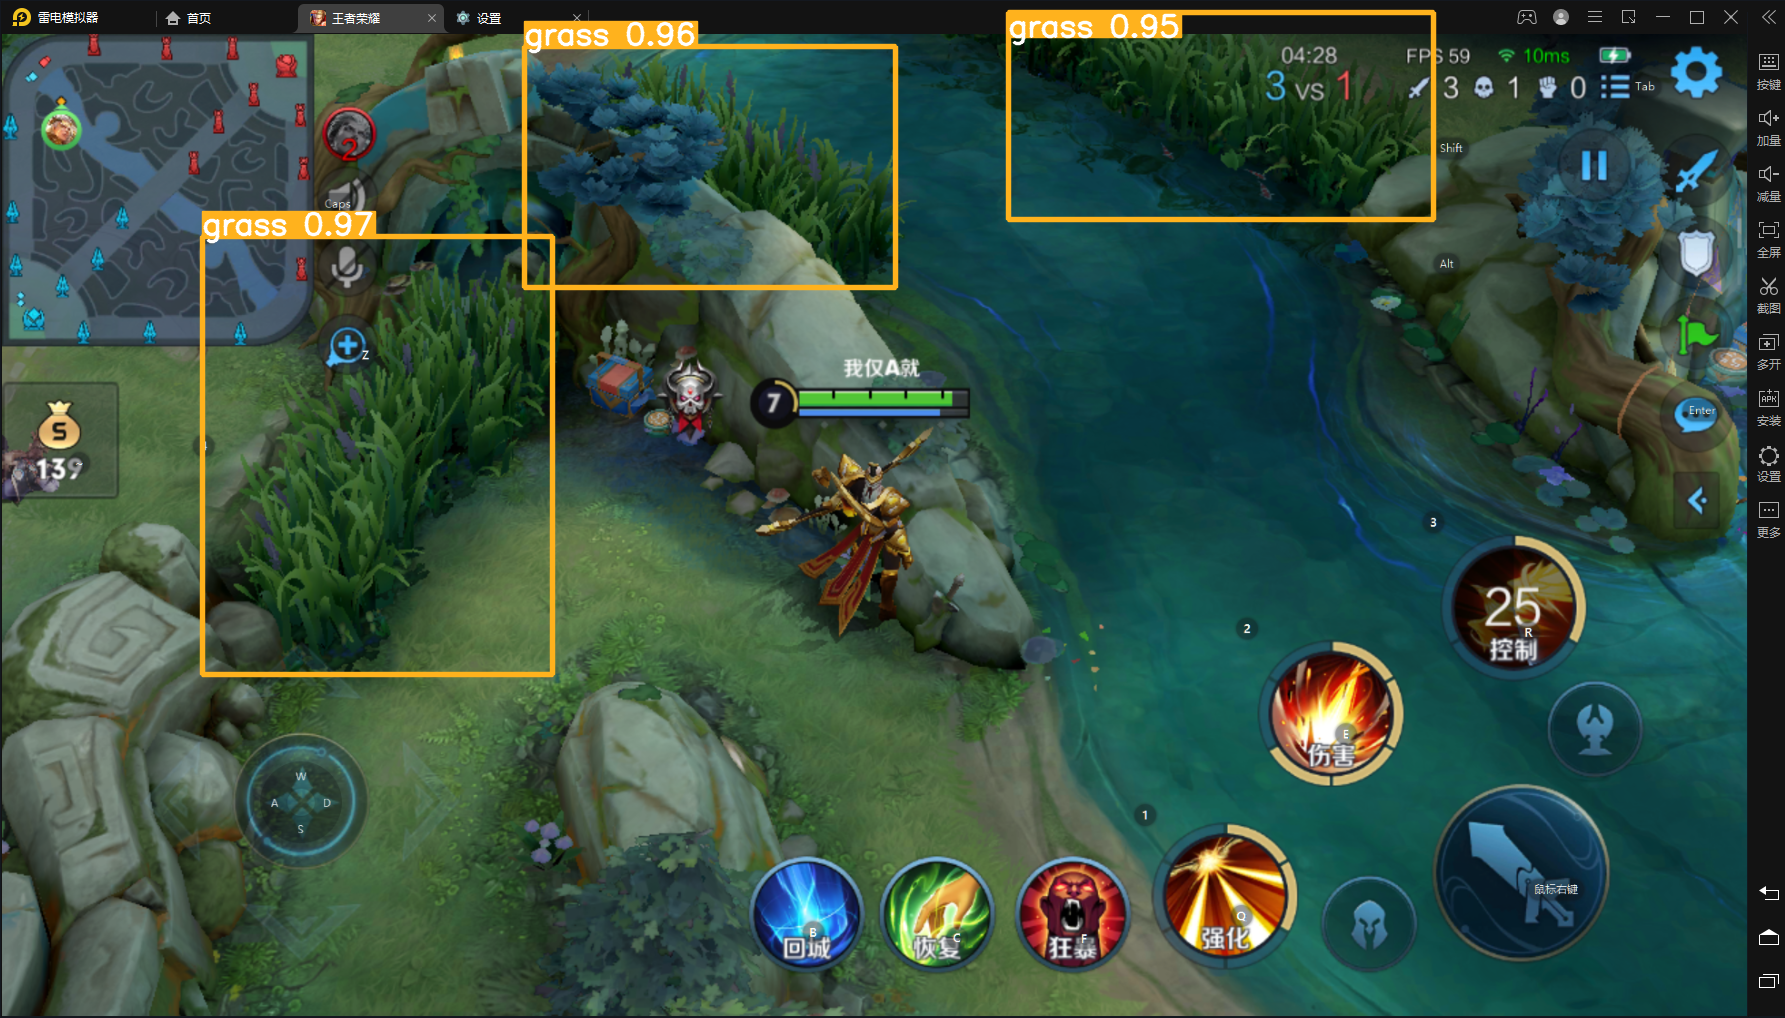 雷电模拟器
首页
王者荣耀
设置
grass 0.96
grass 0.95
04:28
FPS 59
10ms
3 vs 1
3
1
0
Tab
按键
加量
减量
全屏
截图
多开
安装
APK
设置
更多
2
Caps
Shift
grass 0.97
Alt
Z
我仅A就
7
Enter
S
139
3
25
R
控制
2
E
伤害
W
A
D
S
1
鼠标右键
B
回城
C
恢复
F
狂暴
Q
强化